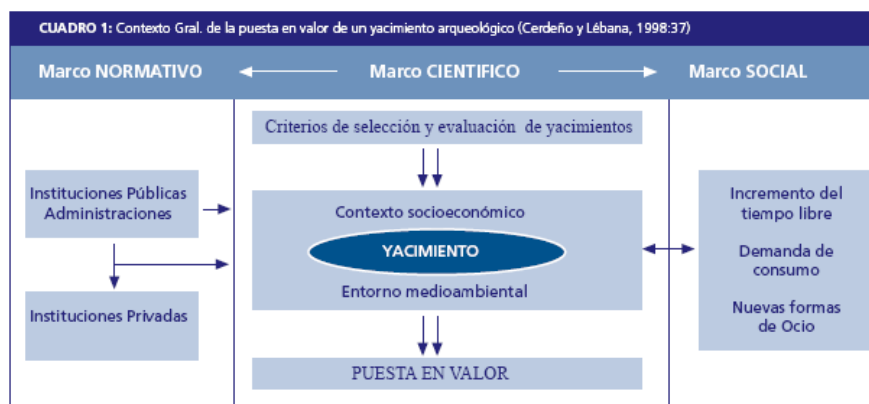 CUADRO 1: Contexto Gral. de la puesta en valor de un yacimiento arqueológico (Cerdeño y Lébana, 1998:37)
Marco NORMATIVO
Marco CIENTIFICO
Marco SOCIAL
Criterios de selección y evaluación de yacimientos
Instituciones Públicas
Administraciones
Instituciones Privadas
Contexto socioeconómico
YACIMIENTO
Entorno medioambiental
PUESTA EN VALOR
Incremento del
tiempo libre
Demanda de
consumo
Nuevas formas
de Ocio